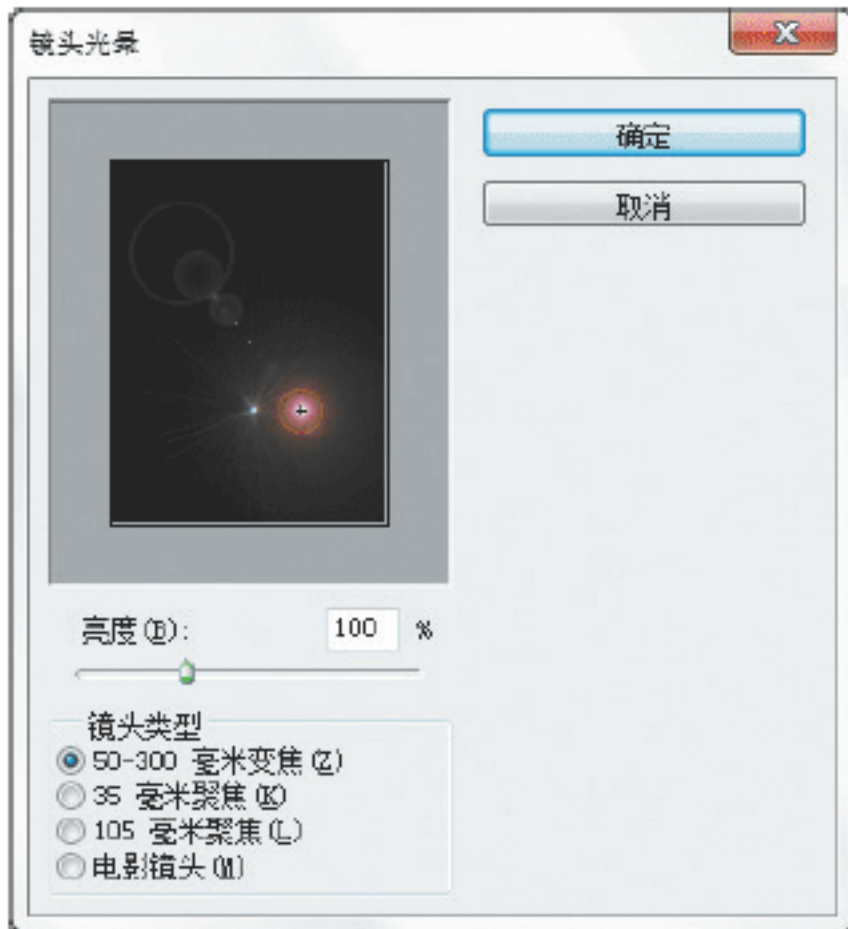 镜头光晕
确定
取消
亮度(B): 100 %
镜头类型
50-300 毫米变焦(Z)
35 毫米聚焦(K)
105 毫米聚焦(L)
电影镜头(M)